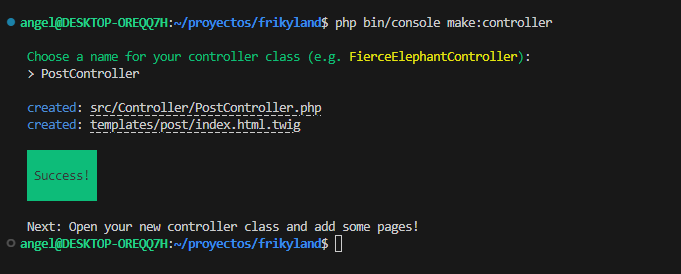 angel@DESKTOP-OREQQ7H:~/proyectos/frikyland$ php bin/console make:controller
Choose a name for your controller class (e.g. FierceElephantController):
> PostController
created: src/Controller/PostController.php
created: templates/post/index.html.twig
Success!
Next: Open your new controller class and add some pages!
angel@DESKTOP-OREQQ7H:~/proyectos/frikyland$